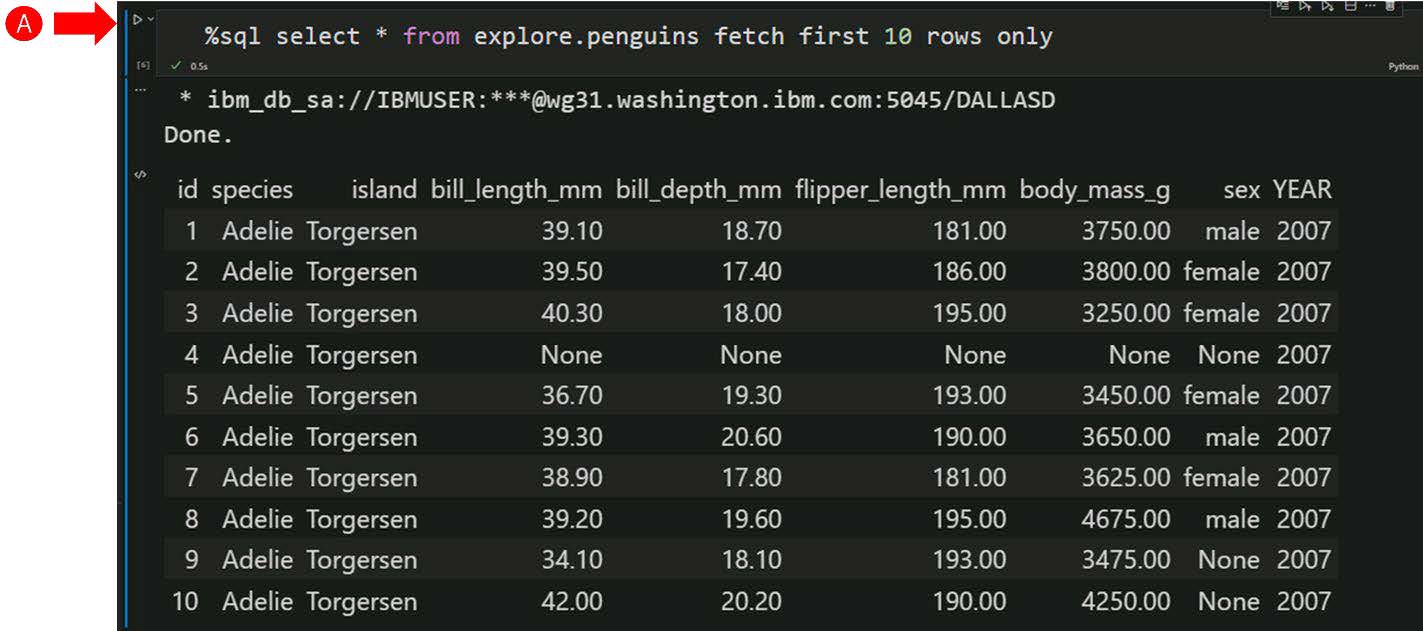 A
%sql select * from explore.penguins fetch first 10 rows only
[6] ✓ 0.5s Python
* ibm_db_sa://IBMUSER:***@wg31.washington.ibm.com:5045/DALLASD
Done.
id species island bill_length_mm bill_depth_mm flipper_length_mm body_mass_g sex YEAR
1 Adelie Torgersen 39.10 18.70 181.00 3750.00 male 2007
2 Adelie Torgersen 39.50 17.40 186.00 3800.00 female 2007
3 Adelie Torgersen 40.30 18.00 195.00 3250.00 female 2007
4 Adelie Torgersen None None None None None 2007
5 Adelie Torgersen 36.70 19.30 193.00 3450.00 female 2007
6 Adelie Torgersen 39.30 20.60 190.00 3650.00 male 2007
7 Adelie Torgersen 38.90 17.80 181.00 3625.00 female 2007
8 Adelie Torgersen 39.20 19.60 195.00 4675.00 male 2007
9 Adelie Torgersen 34.10 18.10 193.00 3475.00 None 2007
10 Adelie Torgersen 42.00 20.20 190.00 4250.00 None 2007